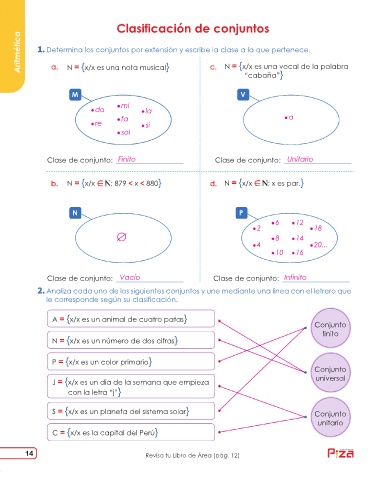 Clasificación de conjuntos
Aritmética
1. Determina los conjuntos por extensión y escribe la clase a la que pertenece.
a. N = {x/x es una nota musical}
c. N = {x/x es una vocal de la palabra
"cabaña"}
M
• do • mi • la
• re • fa • si
• sol
V
• a
Clase de conjunto: Finito
Clase de conjunto: Unitario
b. N = {x/x ∈ ℕ; 879 < x < 880}
d. N = {x/x ∈ ℕ; x es par.}
N
∅
P
• 2 • 6 • 12 • 18
• 4 • 8 • 14 • 20...
• 10 • 16
Clase de conjunto: Vacío
Clase de conjunto: Infinito
2. Analiza cada uno de los siguientes conjuntos y une mediante una línea con el letrero que
le corresponde según su clasificación.
A = {x/x es un animal de cuatro patas}
N = {x/x es un número de dos cifras}
P = {x/x es un color primario}
J = {x/x es un día de la semana que empieza
con la letra "j"}
S = {x/x es un planeta del sistema solar}
C = {x/x es la capital del Perú}
Conjunto
finito
Conjunto
universal
Conjunto
unitario
14
Revisa tu Libro de Área (pág. 12)
P:zA